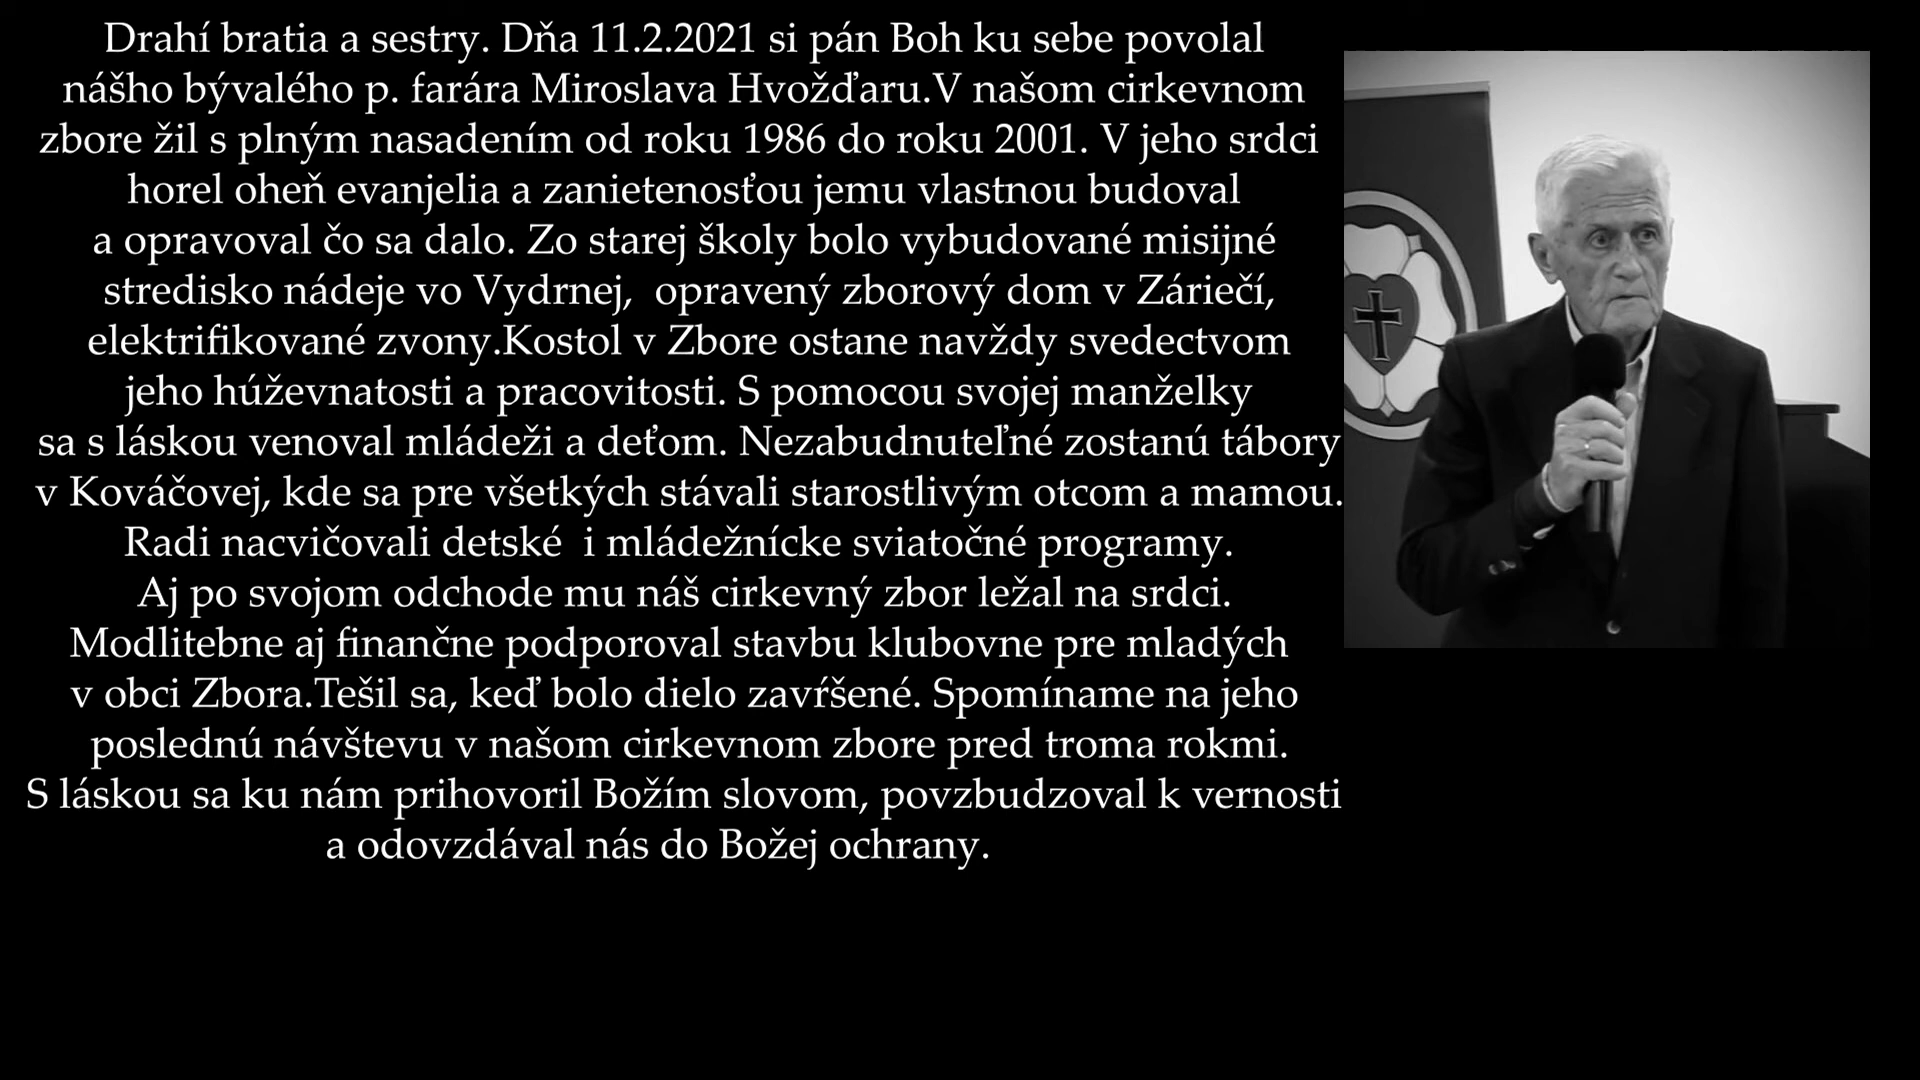 Drahí bratia a sestry. Dňa 11.2.2021 si pán Boh ku sebe povolal
nášho bývalého p. farára Miroslava Hvožďaru.V našom cirkevnom
zbore žil s plným nasadením od roku 1986 do roku 2001. V jeho srdci
horel oheň evanjelia a zanietenosťou jemu vlastnou budoval
a opravoval čo sa dalo. Zo starej školy bolo vybudované misijné
stredisko nádeje vo Vydrnej,  opravený zborový dom v Záriečí,
elektrifikované zvony.Kostol v Zbore ostane navždy svedectvom
jeho húževnatosti a pracovitosti. S pomocou svojej manželky
sa s láskou venoval mládeži a deťom. Nezabudnuteľné zostanú tábory
v Kováčovej, kde sa pre všetkých stávali starostlivým otcom a mamou.
Radi nacvičovali detské  i mládežnícke sviatočné programy.
Aj po svojom odchode mu náš cirkevný zbor ležal na srdci.
Modlitebne aj finančne podporoval stavbu klubovne pre mladých
v obci Zbora.Tešil sa, keď bolo dielo zavŕšené. Spomíname na jeho
poslednú návštevu v našom cirkevnom zbore pred troma rokmi.
S láskou sa ku nám prihovoril Božím slovom, povzbudzoval k vernosti
a odovzdával nás do Božej ochrany.